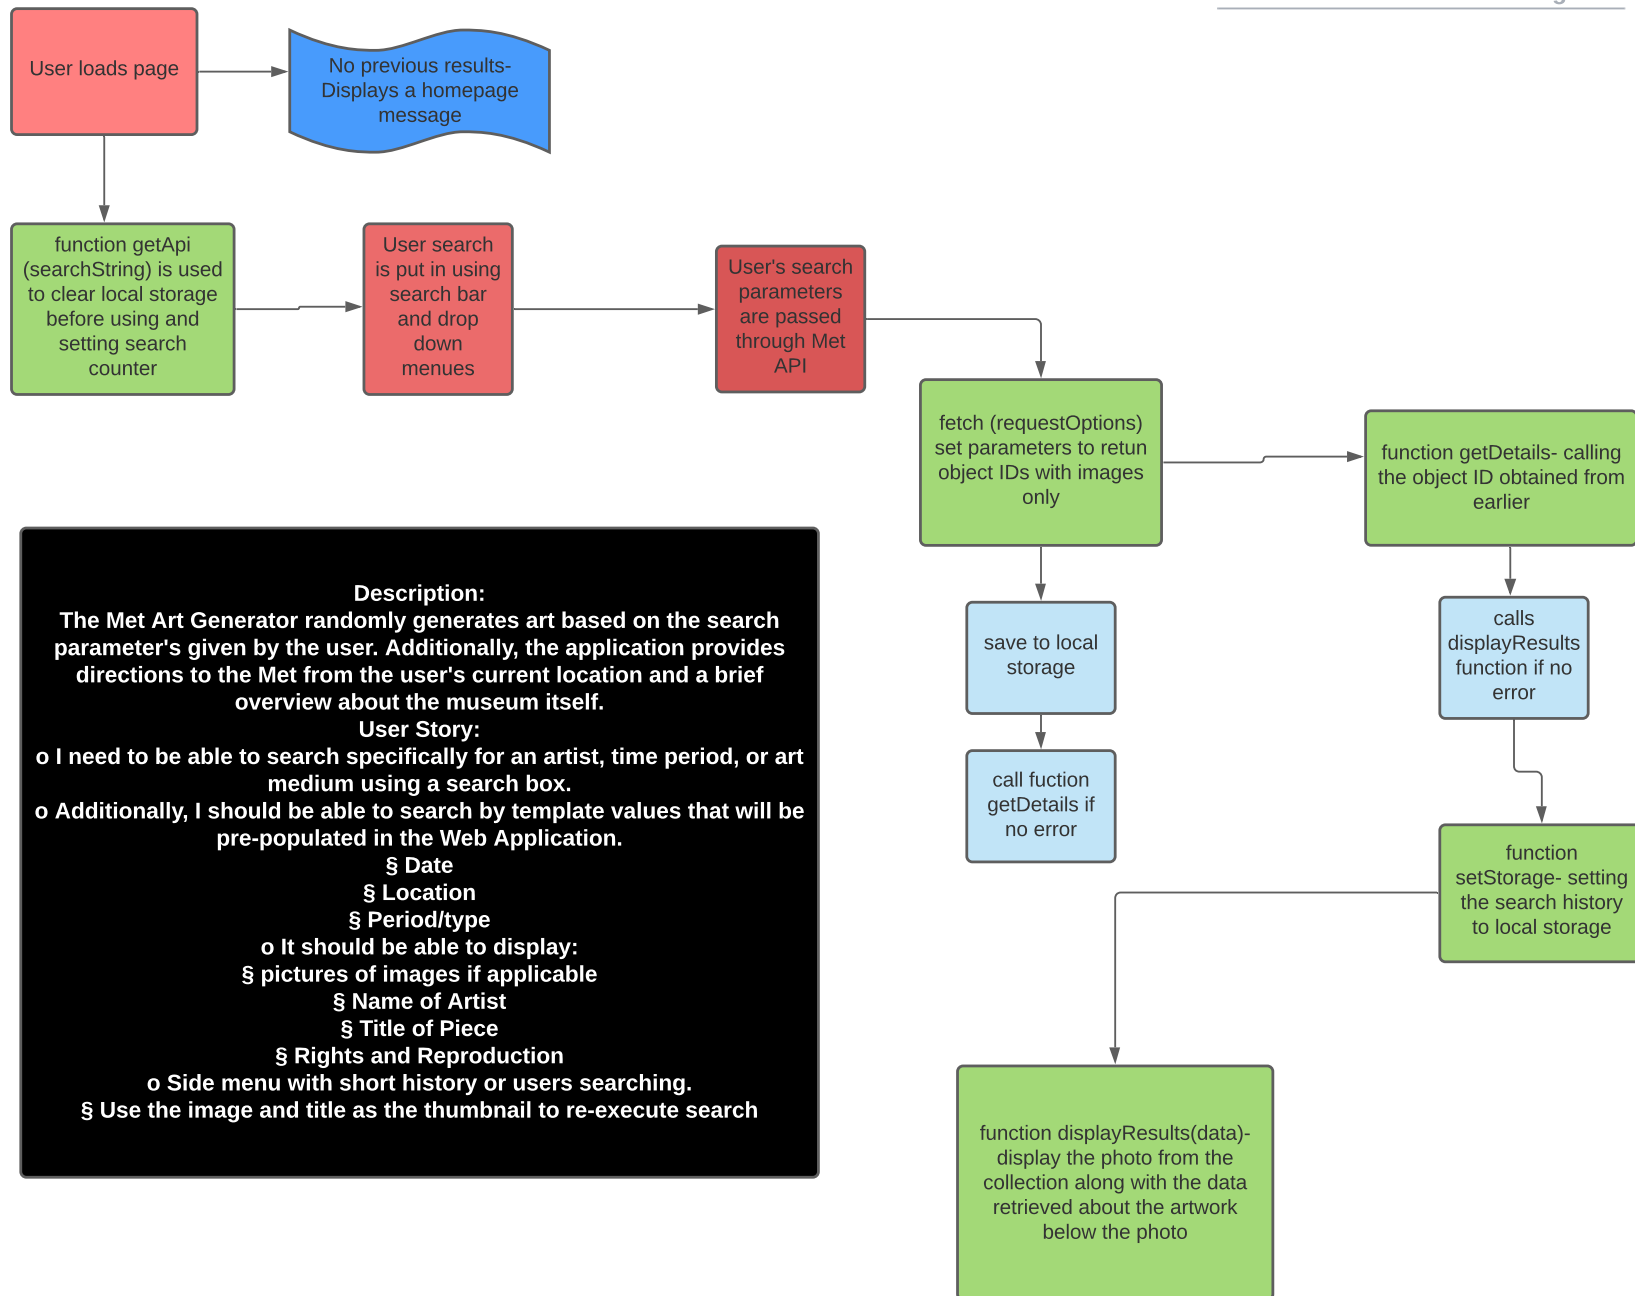 User loads page
No previous results-
Displays a homepage
message
function getApi
(searchString) is used
to clear local storage
before using and
setting search
counter
User search
is put in using
search bar
and drop
down
menues
User's search
parameters
are passed
through Met
API
fetch (requestOptions)
set parameters to retun
object IDs with images
only
function getDetails- calling
the object ID obtained from
earlier
save to local
storage
calls
displayResults
function if no
error
call fuction
getDetails if
no error
function
setStorage- setting
the search history
to local storage
function displayResults(data)-
display the photo from the
collection along with the data
retrieved about the artwork
below the photo
Description:
The Met Art Generator randomly generates art based on the search
parameter's given by the user. Additionally, the application provides
directions to the Met from the user's current location and a brief
overview about the museum itself.
User Story:
o I need to be able to search specifically for an artist, time period, or art
medium using a search box.
o Additionally, I should be able to search by template values that will be
pre-populated in the Web Application.
§ Date
§ Location
§ Period/type
o It should be able to display:
§ pictures of images if applicable
§ Name of Artist
§ Title of Piece
§ Rights and Reproduction
o Side menu with short history or users searching.
§ Use the image and title as the thumbnail to re-execute search